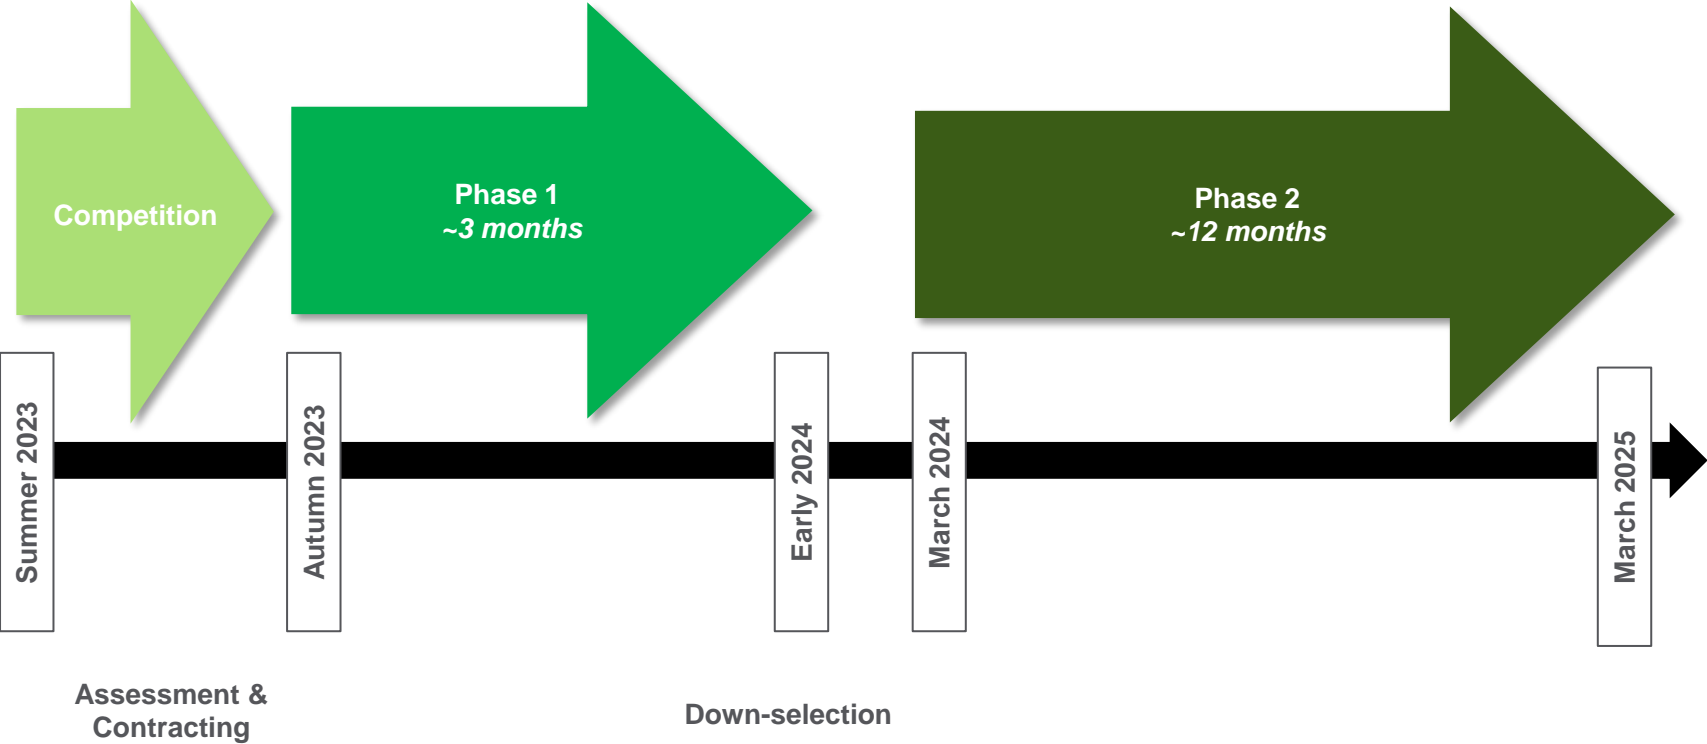 Competition
Phase 1
~3 months
Phase 2
~12 months
Summer 2023
Autumn 2023
Early 2024
March 2024
March 2025
Assessment &
Contracting
Down-selection